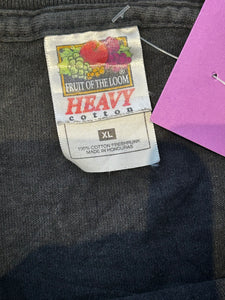 FRUIT OF THE LOOM
®
HEAVY
cotton
XL
100% COTTON PRESHRUNK
MADE IN HONDURAS